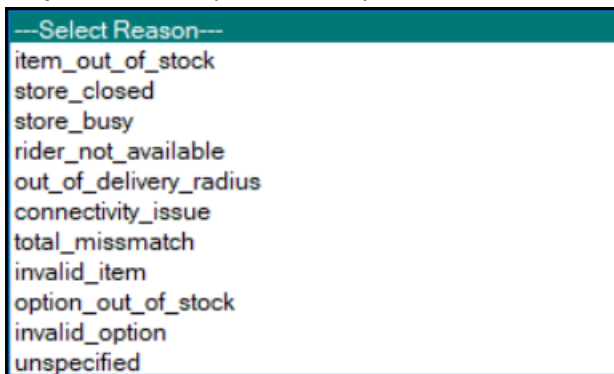 ---Select Reason---
item_out_of_stock
store_closed
store_busy
rider_not_available
out_of_delivery_radius
connectivity_issue
total_missmatch
invalid_item
option_out_of_stock
invalid_option
unspecified